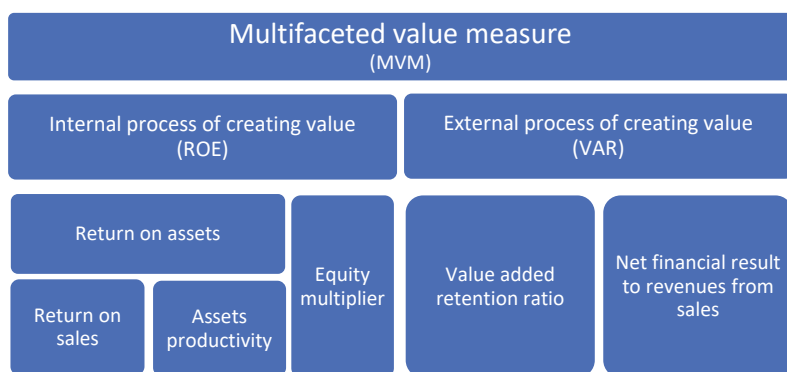 Multifaceted value measure
(MVM)
Internal process of creating value
(ROE)
External process of creating value
(VAR)
Return on assets
Equity
multiplier
Value added
retention ratio
Net financial result
to revenues from
sales
Return on
sales
Assets
productivity